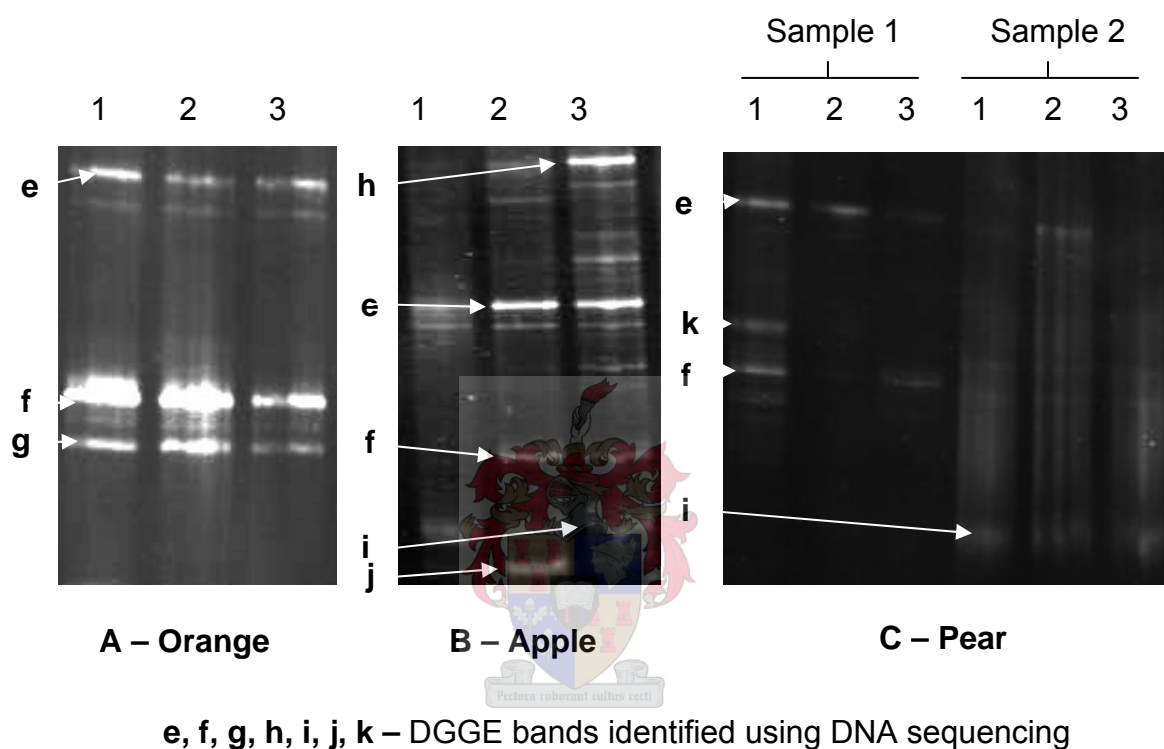 Sample 1 Sample 2
1 2 3 1 2 3 1 2 3 1 2 3
e
f
g
h
e
f
i
j
e
k
f
i
A – Orange B – Apple C – Pear
Pectora roborant cultus recti
e, f, g, h, i, j, k – DGGE bands identified using DNA sequencing